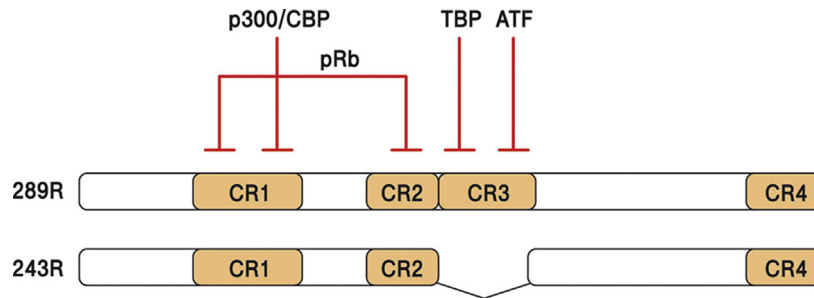 p300/CBP TBP ATF
pRb
289R CR1 CR2 CR3 CR4
243R CR1 CR2 CR4